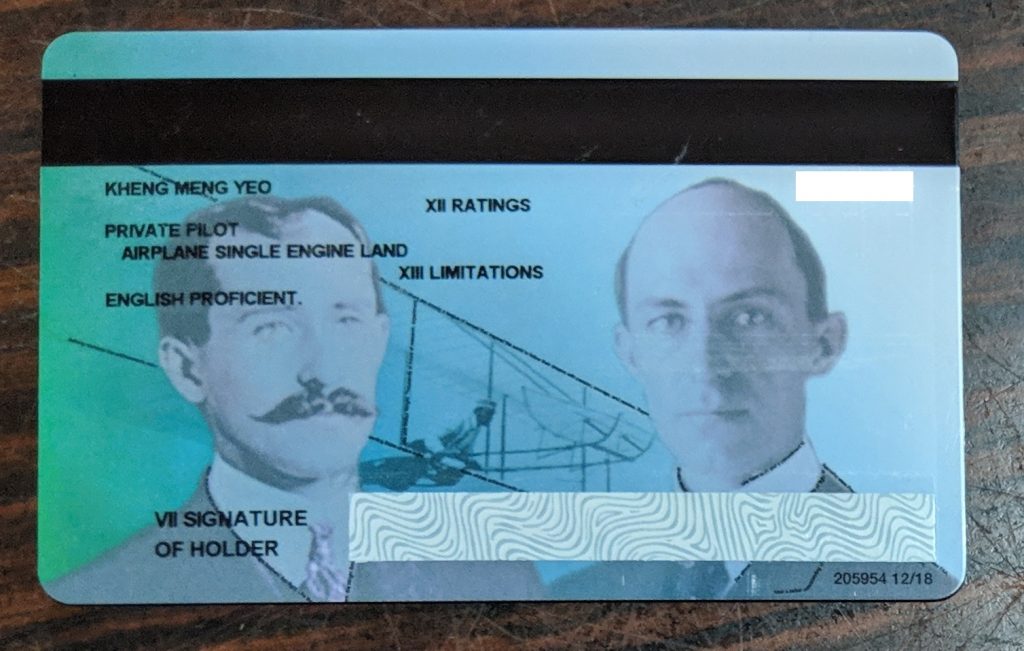 KHENG MENG YEO
XII RATINGS
PRIVATE PILOT
AIRPLANE SINGLE ENGINE LAND
XIII LIMITATIONS
ENGLISH PROFICIENT.
VII SIGNATURE
OF HOLDER
205954 12/18